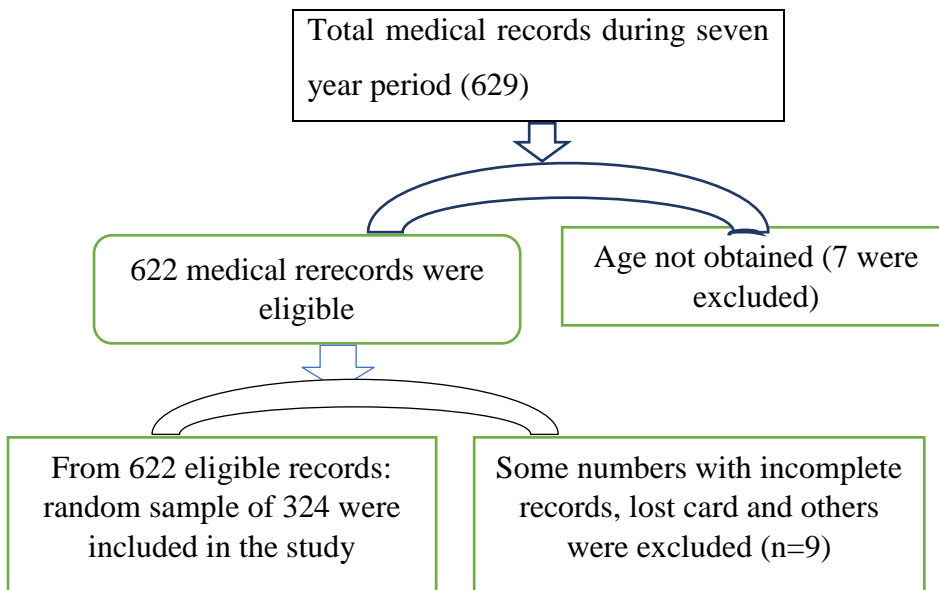 Total medical records during seven
year period (629)
622 medical rerecords were
eligible
Age not obtained (7 were
excluded)
From 622 eligible records:
random sample of 324 were
included in the study
Some numbers with incomplete
records, lost card and others
were excluded (n=9)